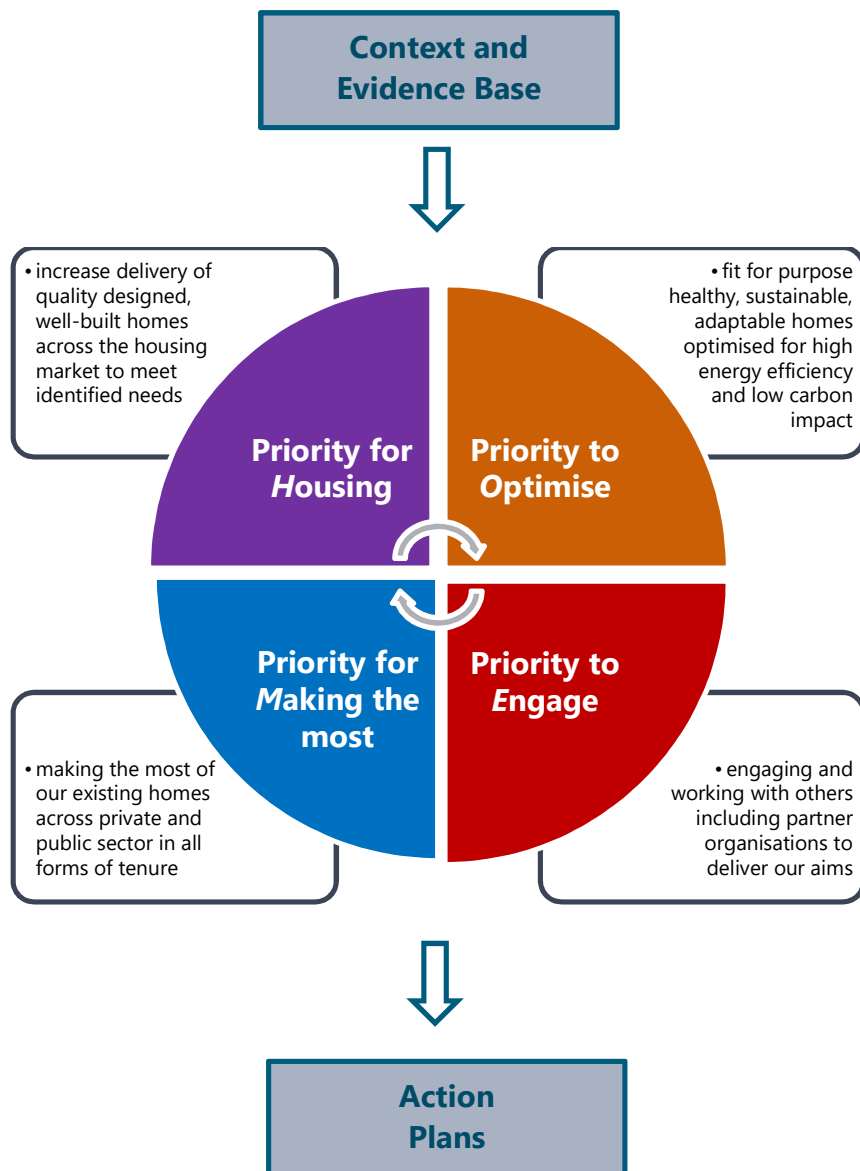 Context and
Evidence Base
• increase delivery of
quality designed,
well-built homes
across the housing
market to meet
identified needs
• fit for purpose
healthy, sustainable,
adaptable homes
optimised for high
energy efficiency
and low carbon
impact
Priority for
Housing
Priority to
Optimise
Priority for
Making the
most
Priority to
Engage
• making the most of
our existing homes
across private and
public sector in all
forms of tenure
• engaging and
working with others
including partner
organisations to
deliver our aims
Action
Plans